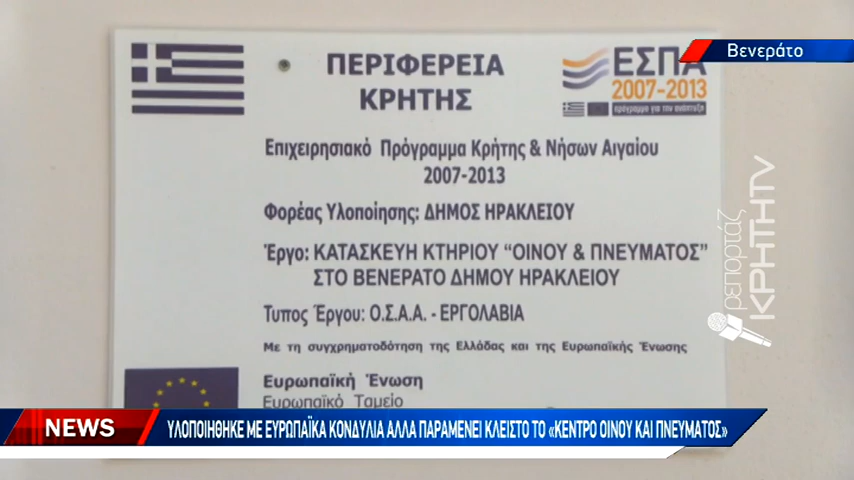 Βενεράτο
ΠΕΡΙΦΕΡΕΙΑ
ΚΡΗΤΗΣ
ΕΣΠΑ
2007-2013
πρόγραμμα για την ανάπτυξη
Επιχειρησιακό Πρόγραμμα Κρήτης & Νήσων Αιγαίου
2007-2013
Φορέας Υλοποίησης: ΔΗΜΟΣ ΗΡΑΚΛΕΙΟΥ
Έργο: ΚΑΤΑΣΚΕΥΗ ΚΤΗΡΙΟΥ “ΟΙΝΟΥ & ΠΝΕΥΜΑΤΟΣ”
ΣΤΟ ΒΕΝΕΡΑΤΟ ΔΗΜΟΥ ΗΡΑΚΛΕΙΟΥ
Τυπος Έργου: Ο.Σ.Α.Α. - ΕΡΓΟΛΑΒΙΑ
Με τη συγχρηματοδότηση της Ελλάδας και της Ευρωπαϊκής Ένωσης
Ευρωπαϊκή Ένωση
Ευρωπαϊκό Ταμείο
ρεπορτάζ
ΚΡΗΤΗTV
NEWS
ΥΛΟΠΟΙΗΘΗΚΕ ΜΕ ΕΥΡΩΠΑΪΚΑ ΚΟΝΔΥΛΙΑ ΑΛΛΑ ΠΑΡΑΜΕΝΕΙ ΚΛΕΙΣΤΟ ΤΟ «ΚΕΝΤΡΟ ΟΙΝΟΥ ΚΑΙ ΠΝΕΥΜΑΤΟΣ»